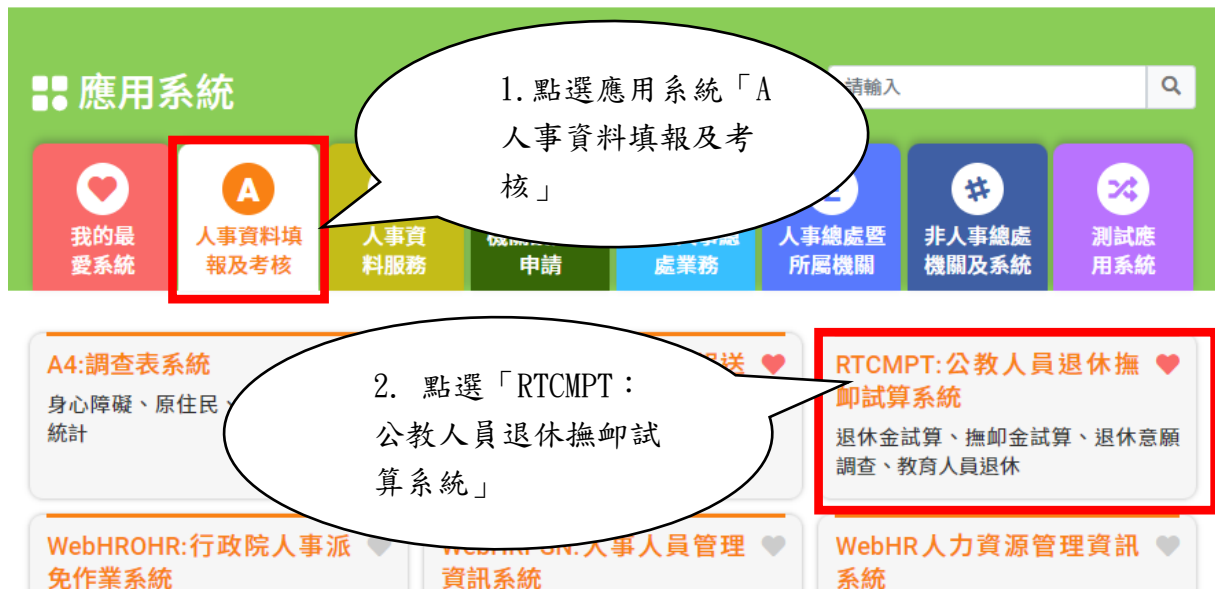 應用系統
1.點選應用系統「A
人事資料填報及考
核」
請輸入
我的最
愛系統
A
人事資料填
報及考核
人事資
料服務
申請
處業務
人事總處暨
所屬機關
非人事總處
機關及系統
測試應
用系統
A4:調查表系統
身心障礙、原住民、
統計
2. 點選「RTCMPT：
公教人員退休撫卹試
算系統」
RTCMPT:公教人員退休撫
卹試算系統
退休金試算、撫卹金試算、退休意願
調查、教育人員退休
WebHROHR:行政院人事派
免作業系統
人事人員管理
資訊系統
WebHR人力資源管理資訊
系統